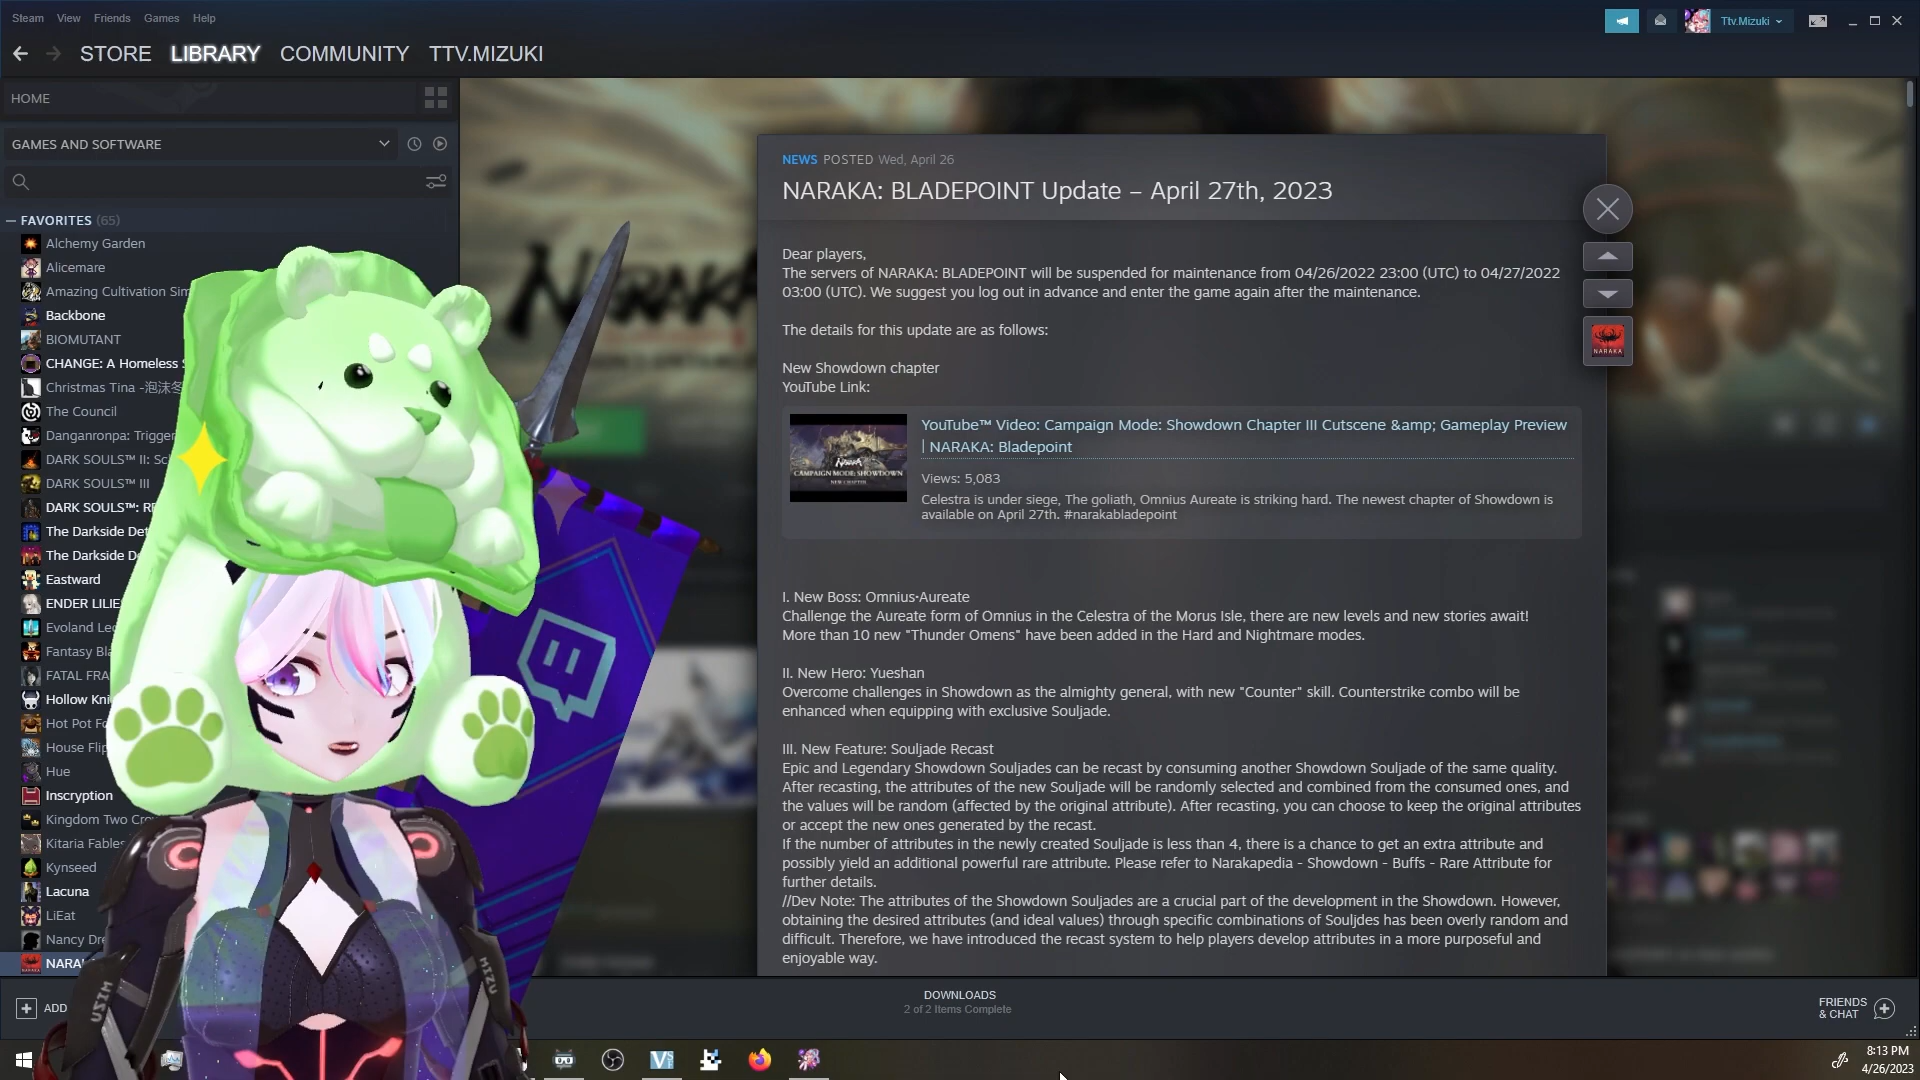 Steam View Friends Games Help
Ttv.Mizuki
STORE LIBRARY COMMUNITY TTV.MIZUKI
HOME
GAMES AND SOFTWARE
FAVORITES (65)
Alchemy Garden
Alicemare
Amazing Cultivation Sim
Backbone
BIOMUTANT
CHANGE: A Homeless
Christmas Tina -泡沫冬
The Council
Danganronpa: Trigger
DARK SOULS™ II: Sc
DARK SOULS™ III
DARK SOULS™: R
The Darkside Det
The Darkside D
Eastward
ENDER LILIE
Evoland Leg
Fantasy Bla
FATAL FRA
Hollow Kni
Hot Pot Fo
House Flip
Hue
Inscryption
Kingdom Two Cro
Kitaria Fables
Kynseed
Lacuna
LiEat
Nancy Dre
NARA
ADD
MIZU
MIZU
NEWS POSTED Wed, April 26
NARAKA: BLADEPOINT Update – April 27th, 2023
Dear players,
The servers of NARAKA: BLADEPOINT will be suspended for maintenance from 04/26/2022 23:00 (UTC) to 04/27/2022
03:00 (UTC). We suggest you log out in advance and enter the game again after the maintenance.
The details for this update are as follows:
New Showdown chapter
YouTube Link:
NARAKA
CAMPAIGN MODE: SHOWDOWN
NEW CHAPTER
YouTube™ Video: Campaign Mode: Showdown Chapter III Cutscene &amp; Gameplay Preview
| NARAKA: Bladepoint
Views: 5,083
Celestra is under siege, The goliath, Omnius Aureate is striking hard. The newest chapter of Showdown is
available on April 27th. #narakabladepoint
I. New Boss: Omnius·Aureate
Challenge the Aureate form of Omnius in the Celestra of the Morus Isle, there are new levels and new stories await!
More than 10 new "Thunder Omens" have been added in the Hard and Nightmare modes.
II. New Hero: Yueshan
Overcome challenges in Showdown as the almighty general, with new "Counter" skill. Counterstrike combo will be
enhanced when equipping with exclusive Souljade.
III. New Feature: Souljade Recast
Epic and Legendary Showdown Souljades can be recast by consuming another Showdown Souljade of the same quality.
After recasting, the attributes of the new Souljade will be randomly selected and combined from the consumed ones, and
the values will be random (affected by the original attribute). After recasting, you can choose to keep the original attributes
or accept the new ones generated by the recast.
If the number of attributes in the newly created Souljade is less than 4, there is a chance to get an extra attribute and
possibly yield an additional powerful rare attribute. Please refer to Narakapedia - Showdown - Buffs - Rare Attribute for
further details.
//Dev Note: The attributes of the Showdown Souljades are a crucial part of the development in the Showdown. However,
obtaining the desired attributes (and ideal values) through specific combinations of Souljdes has been overly random and
difficult. Therefore, we have introduced the recast system to help players develop attributes in a more purposeful and
enjoyable way.
NARAKA
DOWNLOADS
2 of 2 Items Complete
FRIENDS
& CHAT
8:13 PM
4/26/2023